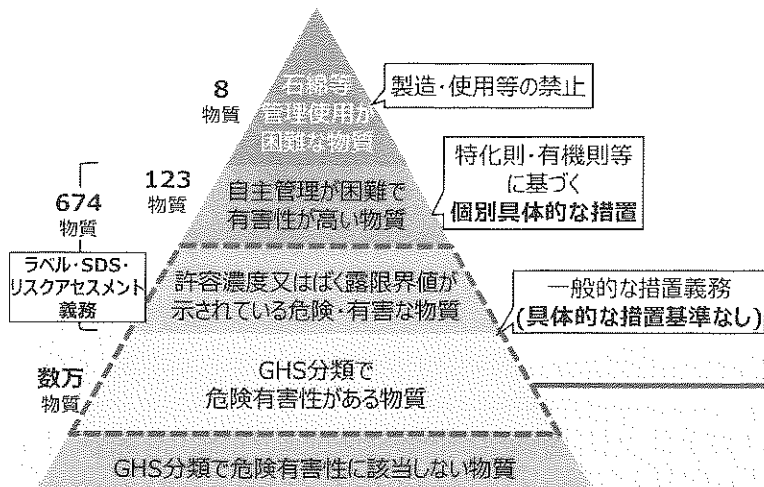 8
物質
石綿等
管理使用が
困難な物質
製造・使用等の禁止
123
物質
自主管理が困難で
有害性が高い物質
特化則・有機則等
に基づく
個別具体的な措置
674
物質
ラベル・SDS・
リスクアセスメント
義務
許容濃度又はばく露限界値が
示されている危険・有害な物質
一般的な措置義務
(具体的な措置基準なし)
数万
物質
GHS分類で
危険有害性がある物質
GHS分類で危険有害性に該当しない物質